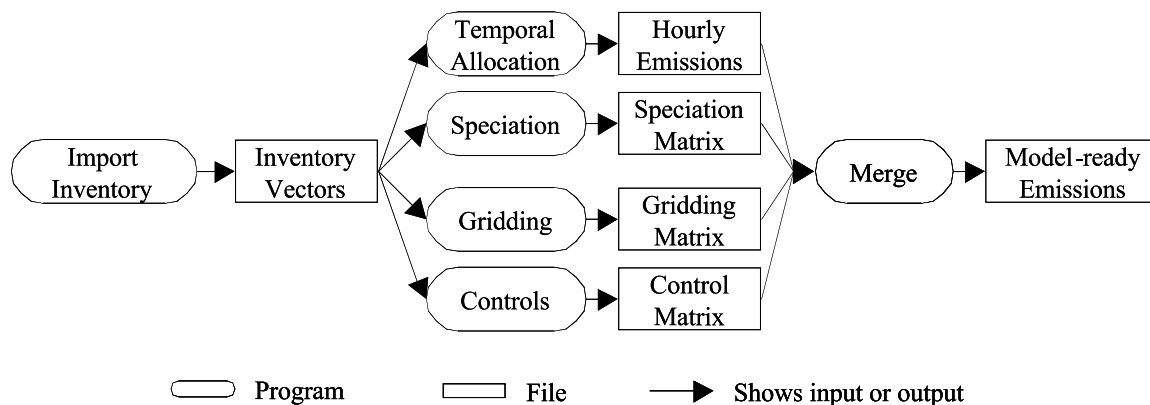 Import
Inventory
Inventory
Vectors
Temporal
Allocation
Hourly
Emissions
Speciation
Speciation
Matrix
Gridding
Gridding
Matrix
Controls
Control
Matrix
Merge
Model-ready
Emissions
Program
File
Shows input or output